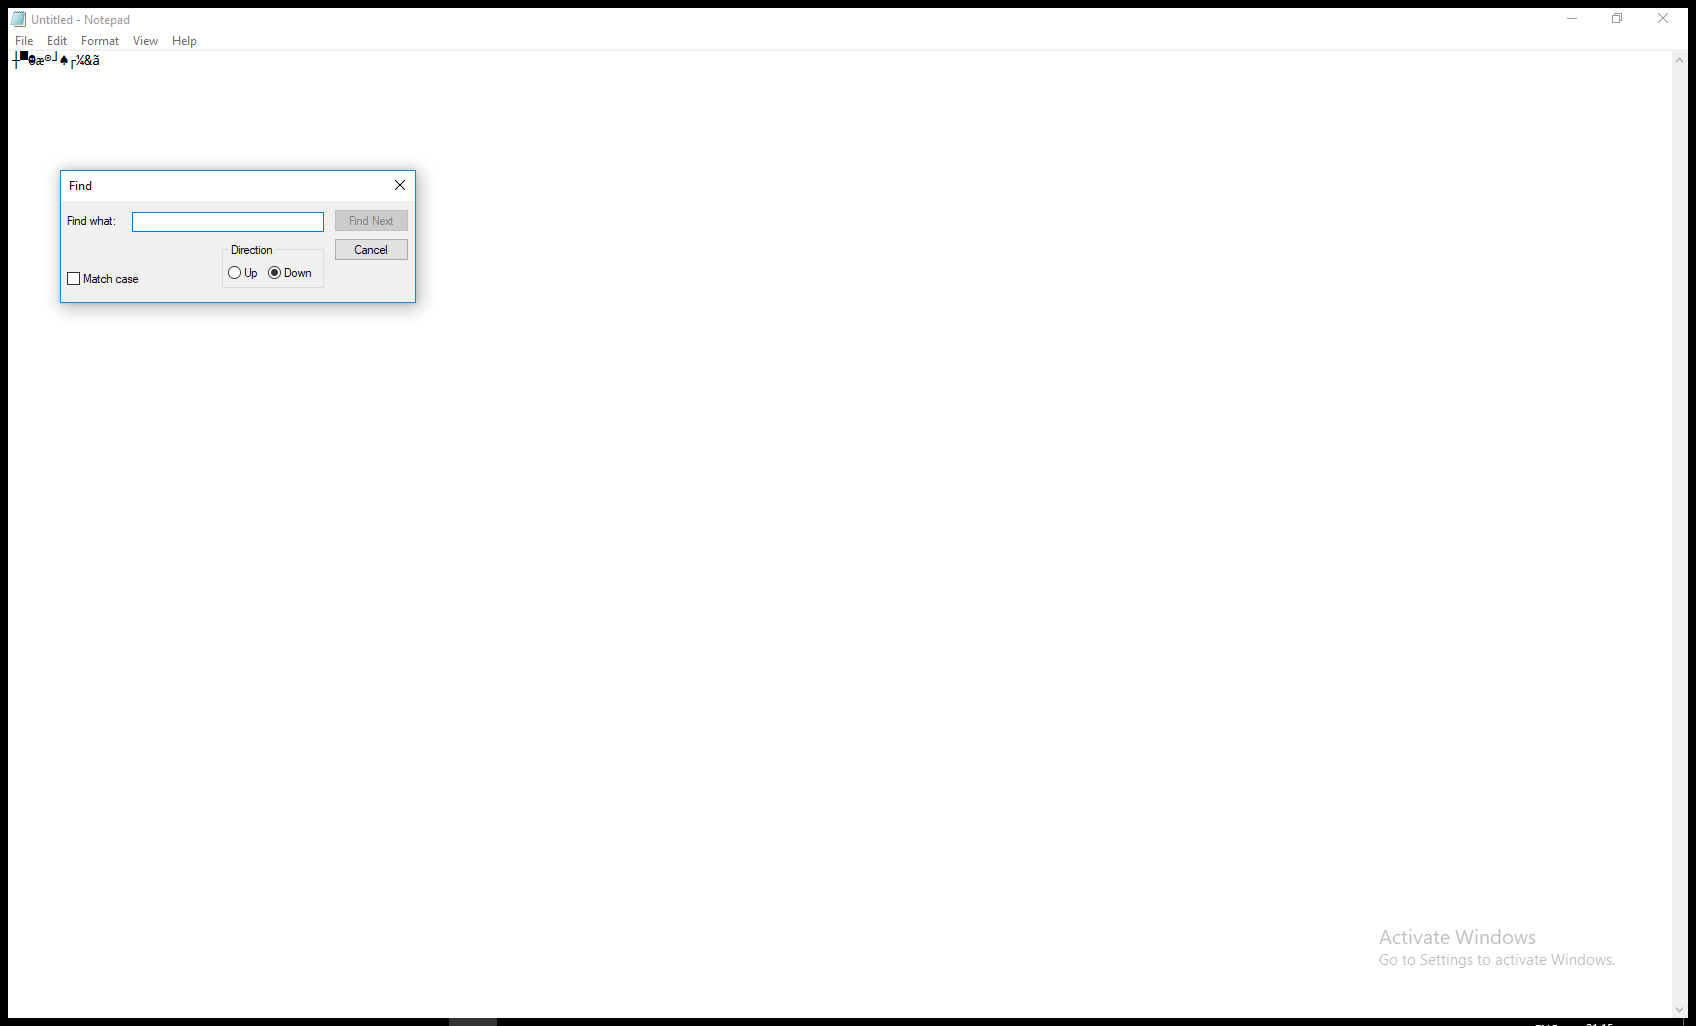 Untitled - Notepad
File Edit Format View Help
┼▀◘æ®┘♠┌¼&ã
Find
Find what:
Find Next
Direction
Cancel
Up Down
Match case
Activate Windows
Go to Settings to activate Windows.